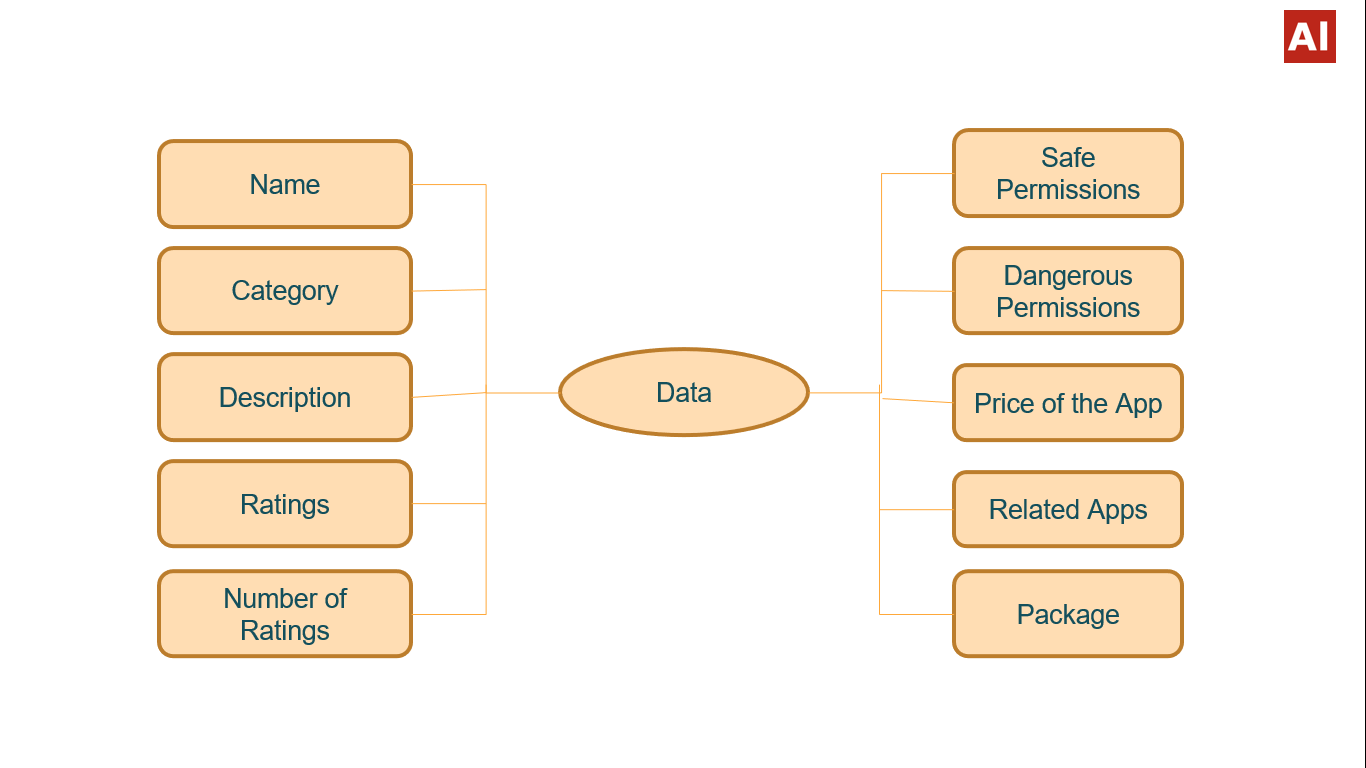 AI
Name
Category
Description
Ratings
Number of
Ratings
Data
Safe
Permissions
Dangerous
Permissions
Price of the App
Related Apps
Package